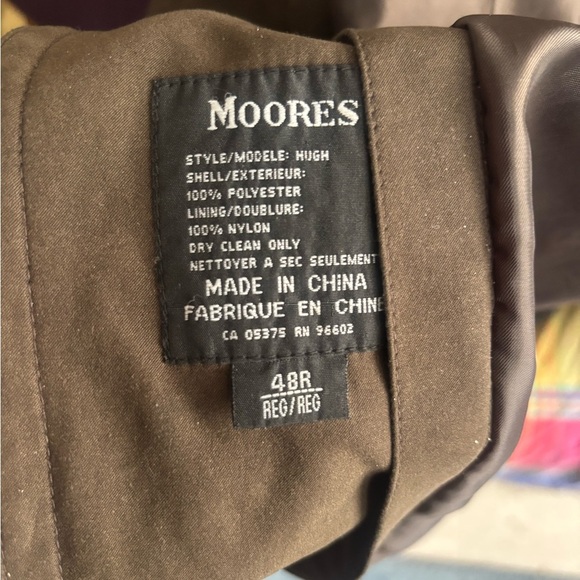 MOORES
STYLE/MODELE: HUGH
SHELL/EXTERIEUR:
100% POLYESTER
LINING/DOUBLURE:
100% NYLON
DRY CLEAN ONLY
NETTOYER A SEC SEULEMENT
MADE IN CHINA
FABRIQUE EN CHINE
CA 05375 RN 96602
48R
REG/REG